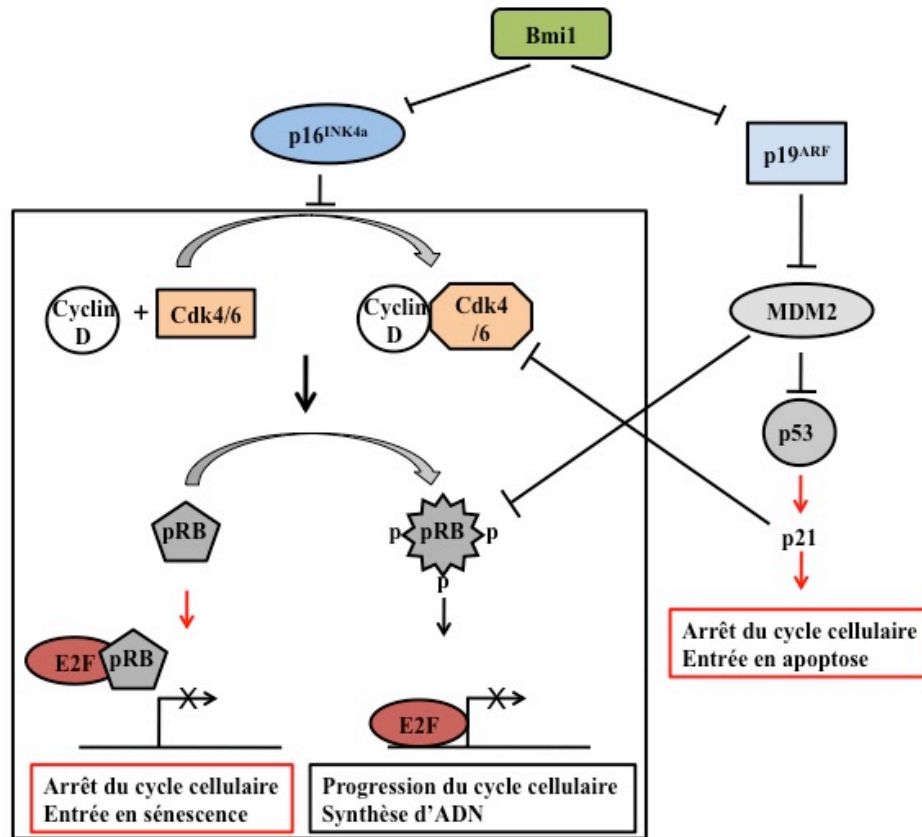 Bmi1
p16INK4a
p19ARF
Cyclin
D
+
Cdk4/6
Cyclin
D
Cdk4
/6
MDM2
p53
pRB
p
pRB
p
p
p21
E2F
pRB
X
E2F
X
Arrêt du cycle cellulaire
Entrée en apoptose
Arrêt du cycle cellulaire
Entrée en sénescence
Progression du cycle cellulaire
Synthèse d'ADN